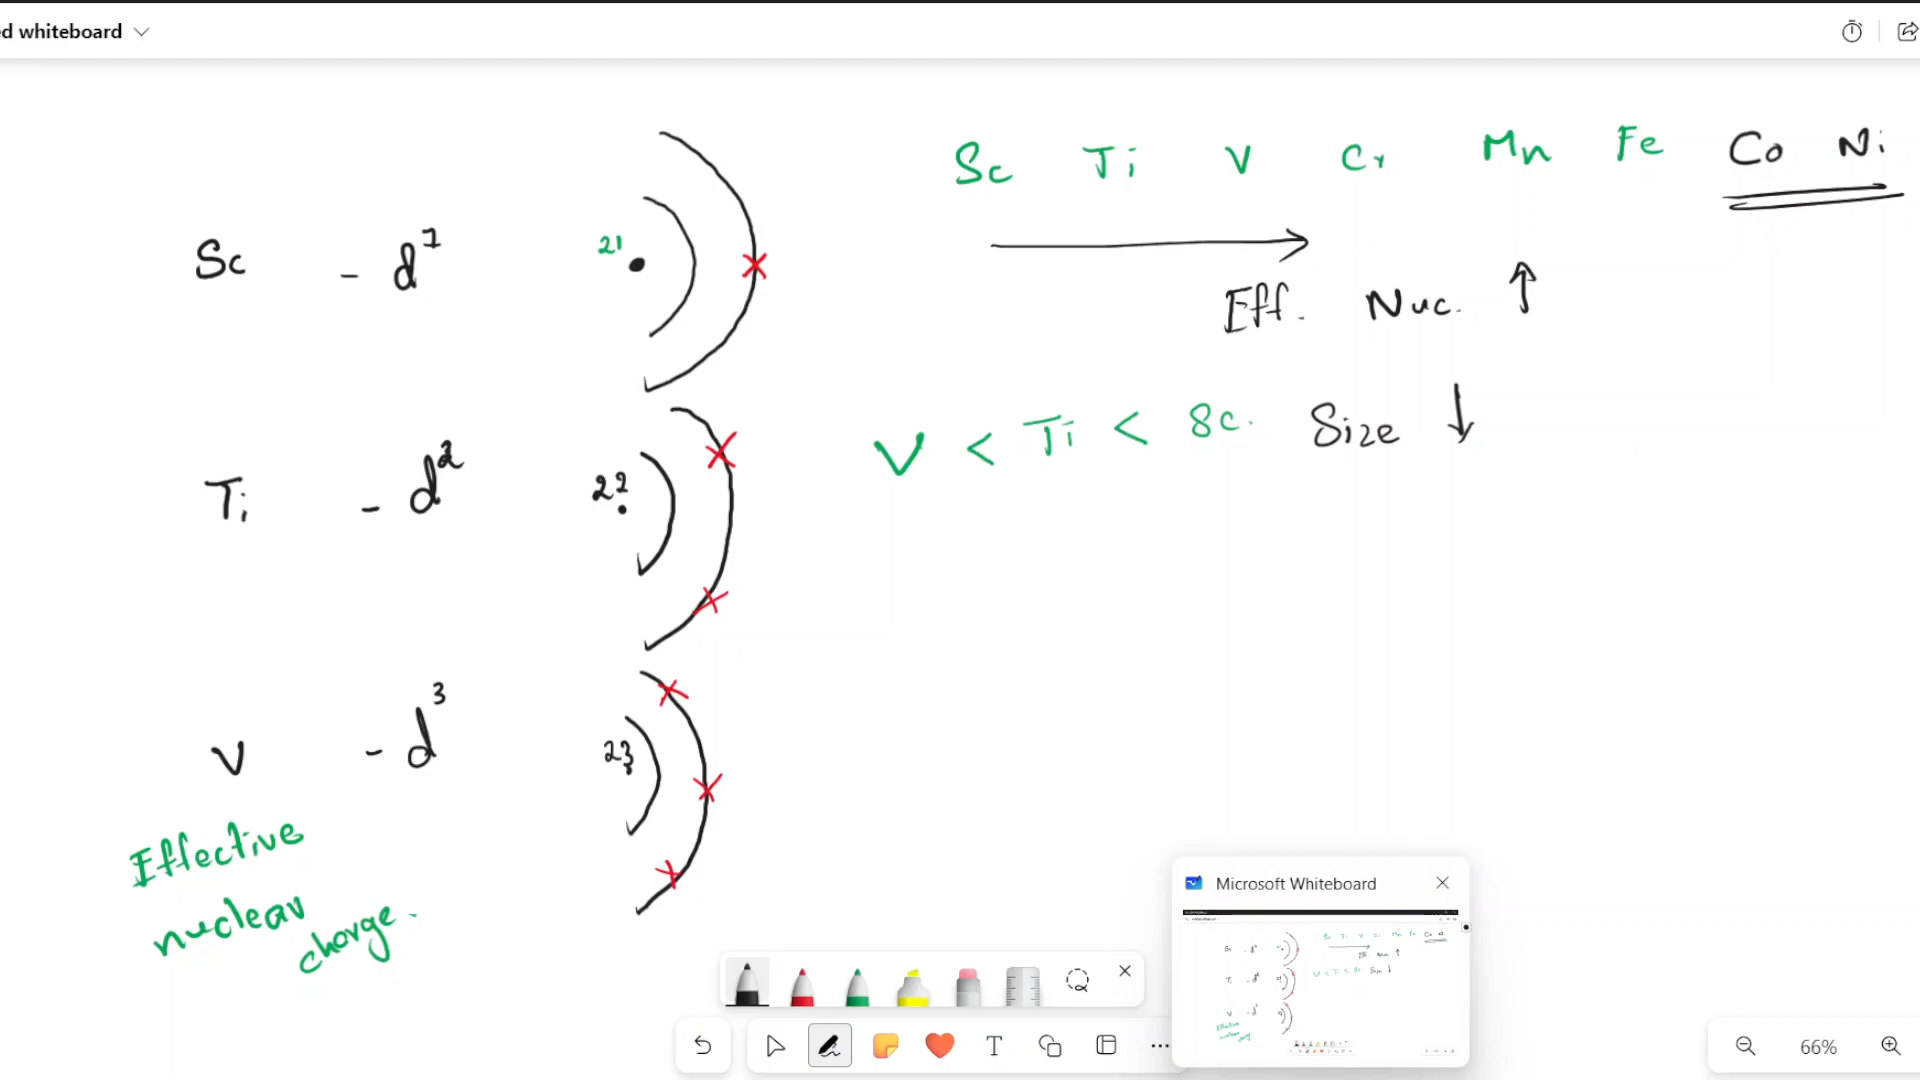 d whiteboard
Sc Ti V Cr Mn Fe Co Ni
Sc - d1 21
Eff. Nuc. ↑
V < Ti < Sc. Size ↓
Ti - d2 22
V - d3 23
Effective
nuclear
charge.
Microsoft Whiteboard
66%